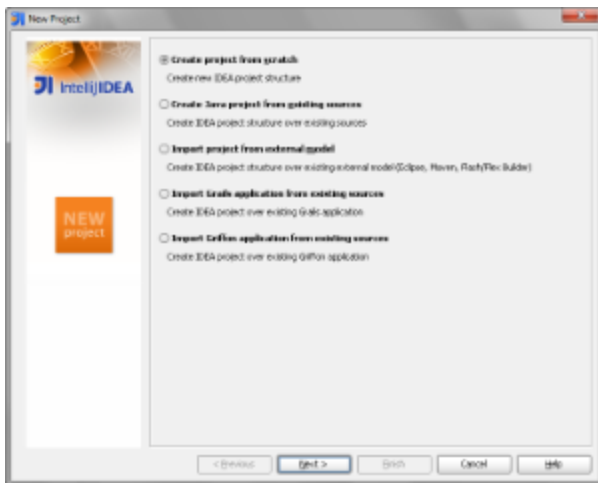 New Project
IntelliJIDEA
NEW
project
Create project from scratch
Create new IDEA project structure
Create Java project from existing sources
Create IDEA project structure over existing sources
Import project from external model
Create IDEA project structure over existing external model (Eclipse, Maven, Flash/Flex Builder)
Import Grails application from existing sources
Create IDEA project over existing Grails application
Import Griffon application from existing sources
Create IDEA project over existing Griffon application
< Previous
Next >
Finish
Cancel
Help